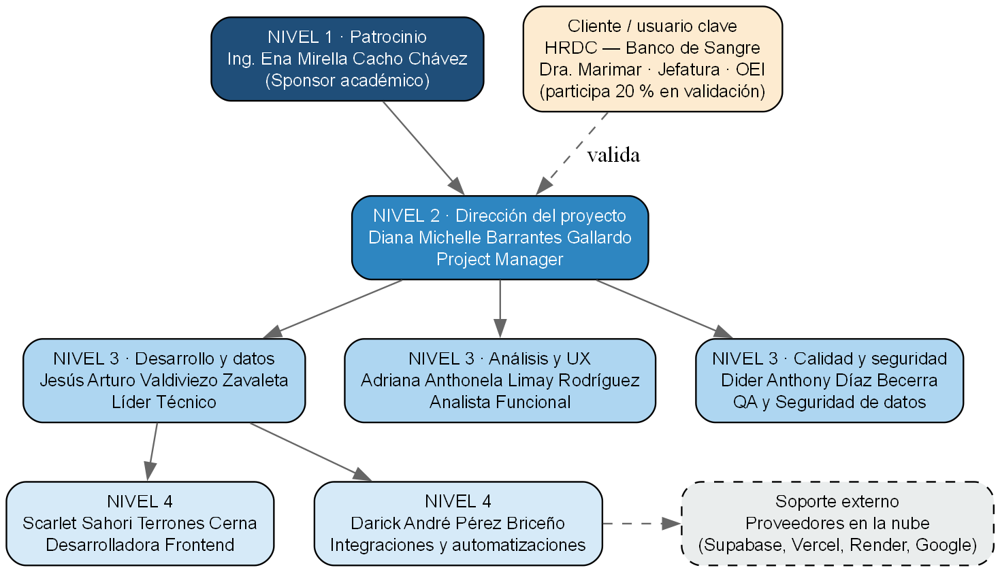 NIVEL 1 · Patrocinio
Ing. Ena Mirella Cacho Chávez
(Sponsor académico)
Cliente / usuario clave
HRDC — Banco de Sangre
Dra. Marimar · Jefatura · OEI
(participa 20 % en validación)
valida
NIVEL 2 · Dirección del proyecto
Diana Michelle Barrantes Gallardo
Project Manager
NIVEL 3 · Desarrollo y datos
Jesús Arturo Valdiviezo Zavaleta
Líder Técnico
NIVEL 3 · Análisis y UX
Adriana Anthonela Limay Rodríguez
Analista Funcional
NIVEL 3 · Calidad y seguridad
Dider Anthony Díaz Becerra
QA y Seguridad de datos
NIVEL 4
Scarlet Sahori Terrones Cerna
Desarrolladora Frontend
NIVEL 4
Darick André Pérez Briceño
Integraciones y automatizaciones
Soporte externo
Proveedores en la nube
(Supabase, Vercel, Render, Google)